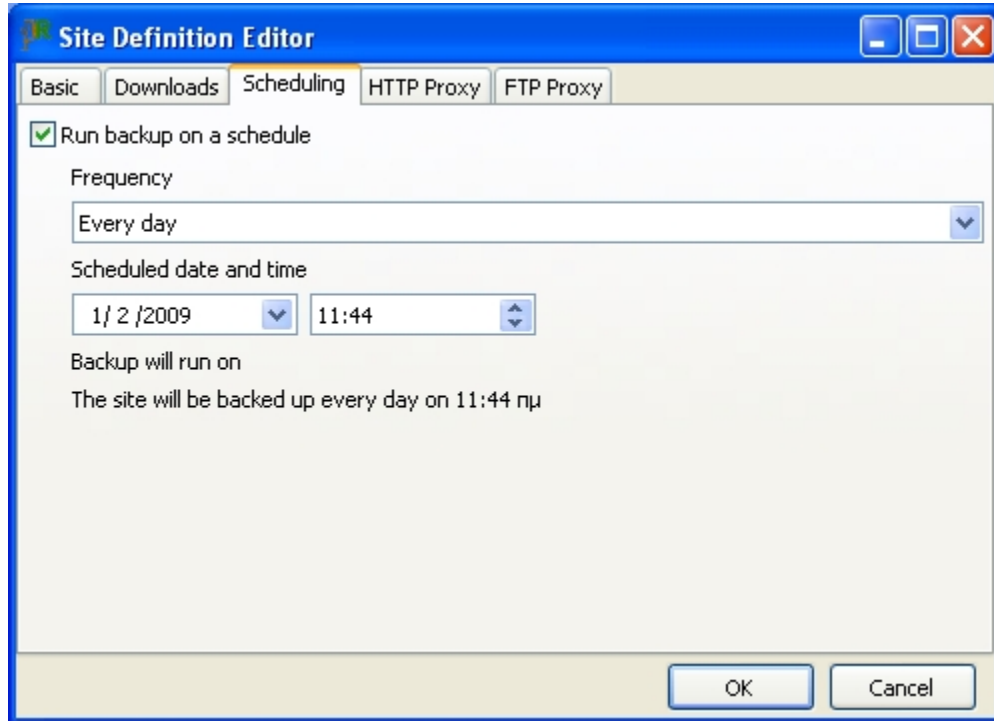 Site Definition Editor
Basic Downloads Scheduling HTTP Proxy FTP Proxy
Run backup on a schedule
Frequency
Every day
Scheduled date and time
1/ 2 /2009 11:44
Backup will run on
The site will be backed up every day on 11:44 πμ
OK Cancel